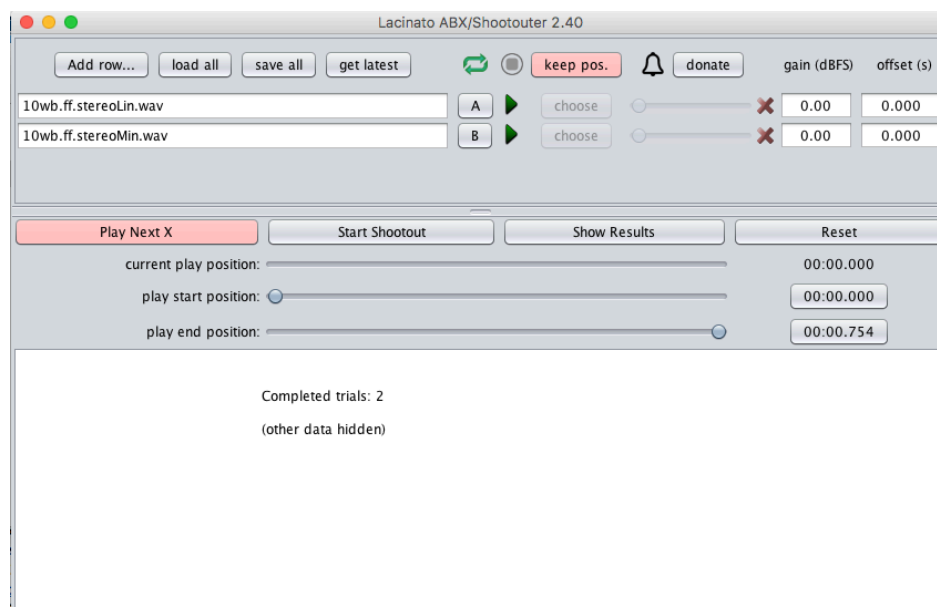 Lacinato ABX/Shootouter 2.40
Add row... load all save all get latest keep pos. donate gain (dBFS) offset (s)
10wb.ff.stereoLin.wav A choose 0.00 0.000
10wb.ff.stereoMin.wav B choose 0.00 0.000
Play Next X Start Shootout Show Results Reset
current play position: 00:00.000
play start position: 00:00.000
play end position: 00:00.754
Completed trials: 2
(other data hidden)